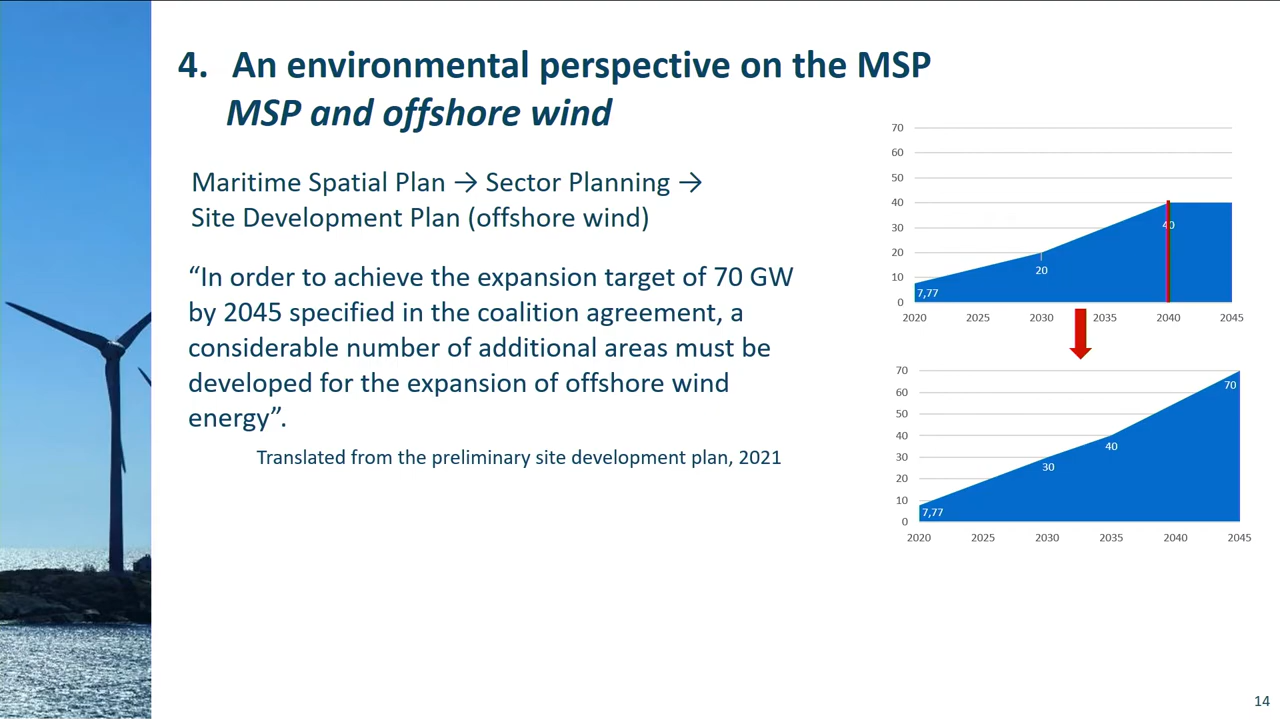 4. An environmental perspective on the MSP
MSP and offshore wind
Maritime Spatial Plan → Sector Planning →
Site Development Plan (offshore wind)
“In order to achieve the expansion target of 70 GW
by 2045 specified in the coalition agreement, a
considerable number of additional areas must be
developed for the expansion of offshore wind
energy”.
Translated from the preliminary site development plan, 2021
70
60
50
40
30
20
10
0
7,77
20
40
2020 2025 2030 2035 2040 2045
70
60
50
40
30
20
10
0
7,77
30
40
70
2020 2025 2030 2035 2040 2045
14